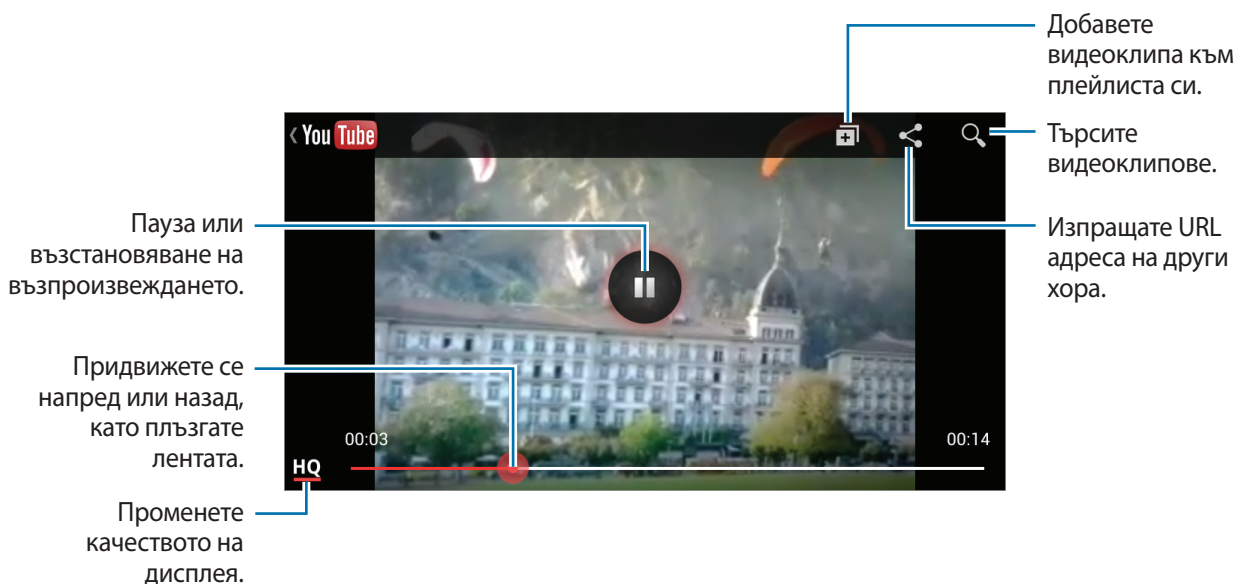 Добавете
видеоклипа към
плейлиста си.
You Tube
Търсите
видеоклипове.
Пауза или
възстановяване на
възпроизвеждането.
Изпращате URL
адреса на други
хора.
Придвижете се
напред или назад,
като плъзгате
лентата.
00:03
00:14
HQ
Променете
качеството на
дисплея.